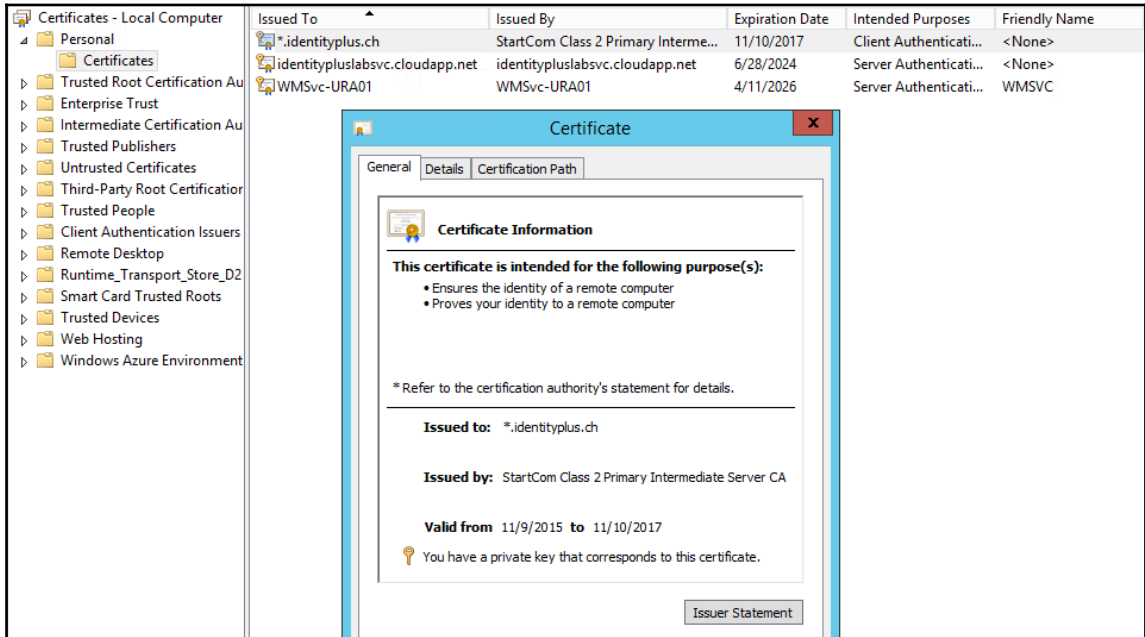 Certificates - Local Computer
Personal
Certificates
Trusted Root Certification Au
Enterprise Trust
Intermediate Certification Au
Trusted Publishers
Untrusted Certificates
Third-Party Root Certification
Trusted People
Client Authentication Issuers
Remote Desktop
Runtime_Transport_Store_D2
Smart Card Trusted Roots
Trusted Devices
Web Hosting
Windows Azure Environment
Issued To Issued By Expiration Date Intended Purposes Friendly Name
*.identityplus.ch StartCom Class 2 Primary Interme... 11/10/2017 Client Authenticati... <None>
identitypluslabsvc.cloudapp.net identitypluslabsvc.cloudapp.net 6/28/2024 Server Authenticati... <None>
WMSvc-URA01 WMSvc-URA01 4/11/2026 Server Authenticati... WMSVC
Certificate
x
General Details Certification Path
Certificate Information
This certificate is intended for the following purpose(s):
• Ensures the identity of a remote computer
• Proves your identity to a remote computer
* Refer to the certification authority's statement for details.
Issued to: *.identityplus.ch
Issued by: StartCom Class 2 Primary Intermediate Server CA
Valid from 11/9/2015 to 11/10/2017
You have a private key that corresponds to this certificate.
Issuer Statement